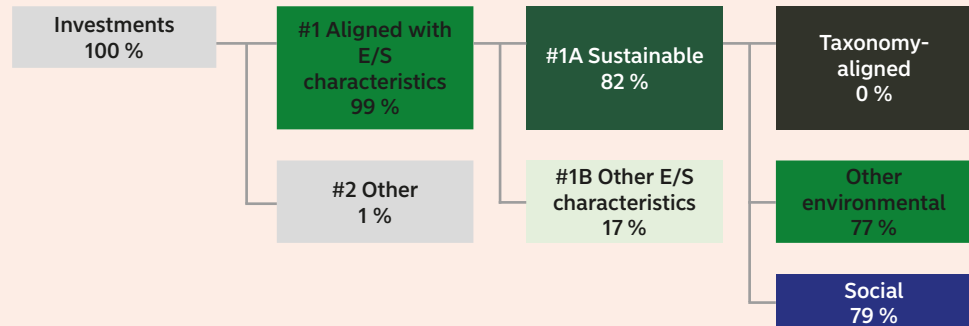 Investments
100 %
#1 Aligned with
E/S
characteristics
99 %
#1A Sustainable
82 %
Taxonomy-
aligned
0 %
#2 Other
1 %
#1B Other E/S
characteristics
17 %
Other
environmental
77 %
Social
79 %